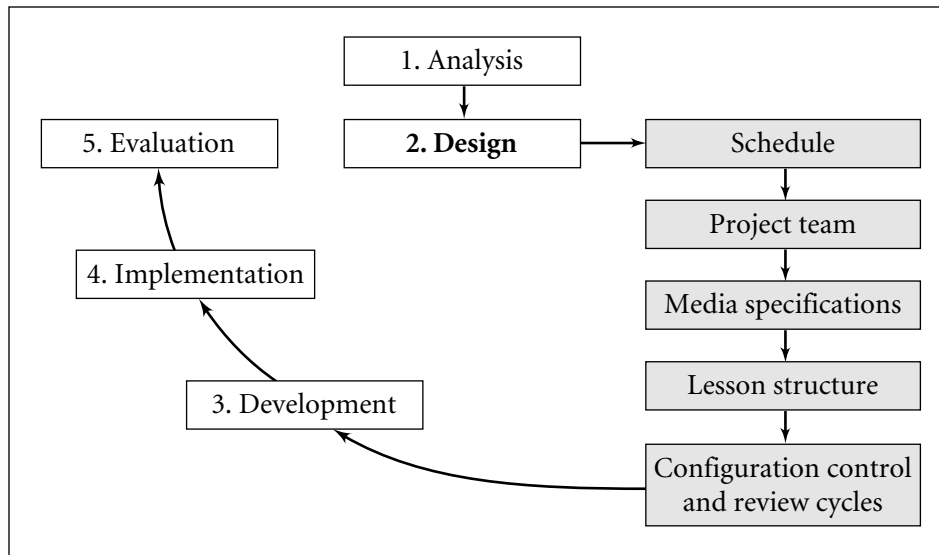 1. Analysis
2. Design
Schedule
Project team
Media specifications
Lesson structure
Configuration control
and review cycles
3. Development
4. Implementation
5. Evaluation